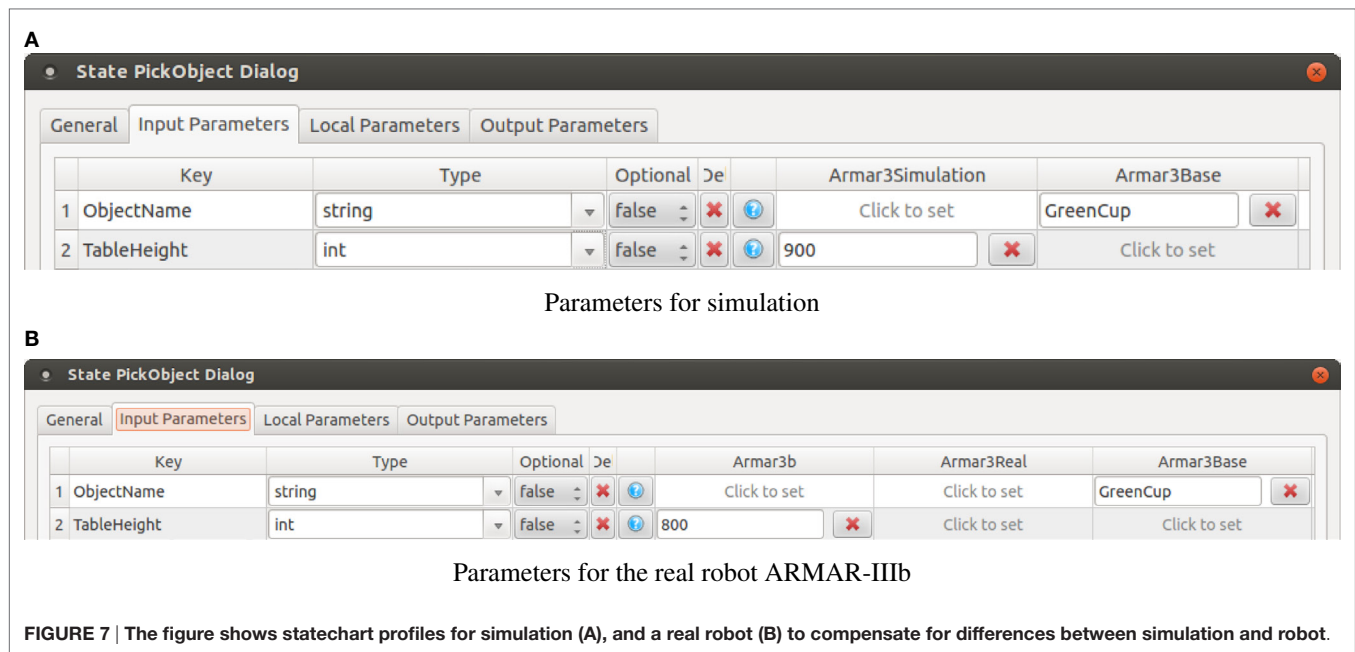 A
State PickObject Dialog
General Input Parameters Local Parameters Output Parameters
Key Type Optional Del Armar3Simulation Armar3Base
1 ObjectName string false Click to set GreenCup
2 TableHeight int false 900 Click to set
Parameters for simulation
B
State PickObject Dialog
General Input Parameters Local Parameters Output Parameters
Key Type Optional Del Armar3b Armar3Real Armar3Base
1 ObjectName string false Click to set Click to set GreenCup
2 TableHeight int false 800 Click to set Click to set
Parameters for the real robot ARMAR-IIIb
FIGURE 7 | The figure shows statechart profiles for simulation (A), and a real robot (B) to compensate for differences between simulation and robot.